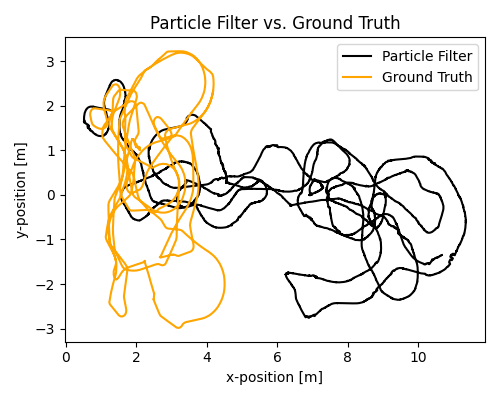 Particle Filter vs. Ground Truth
Particle Filter
Ground Truth
y-position [m]
3
2
1
0
−1
−2
−3
0 2 4 6 8 10
x-position [m]